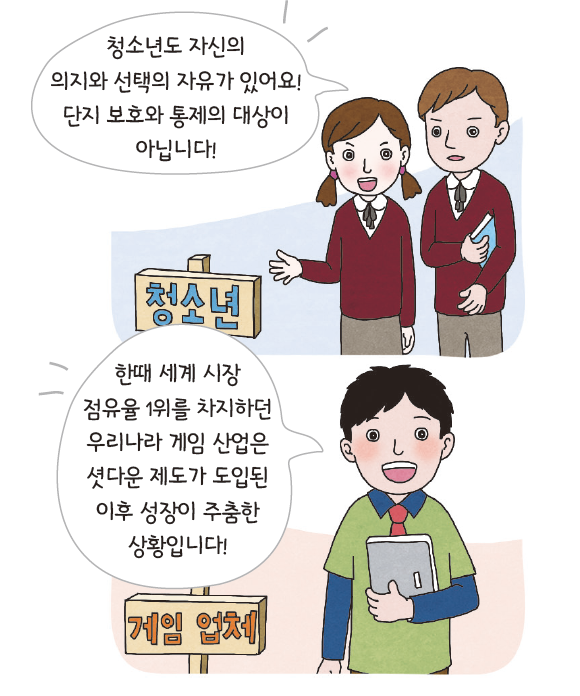 청소년도 자신의
의지와 선택의 자유가 있어요!
단지 보호와 통제의 대상이
아닙니다!
청소년
한때 세계 시장
점유율 1위를 차지하던
우리나라 게임 산업은
셧다운 제도가 도입된
이후 성장이 주춤한
상황입니다!
게임 업체